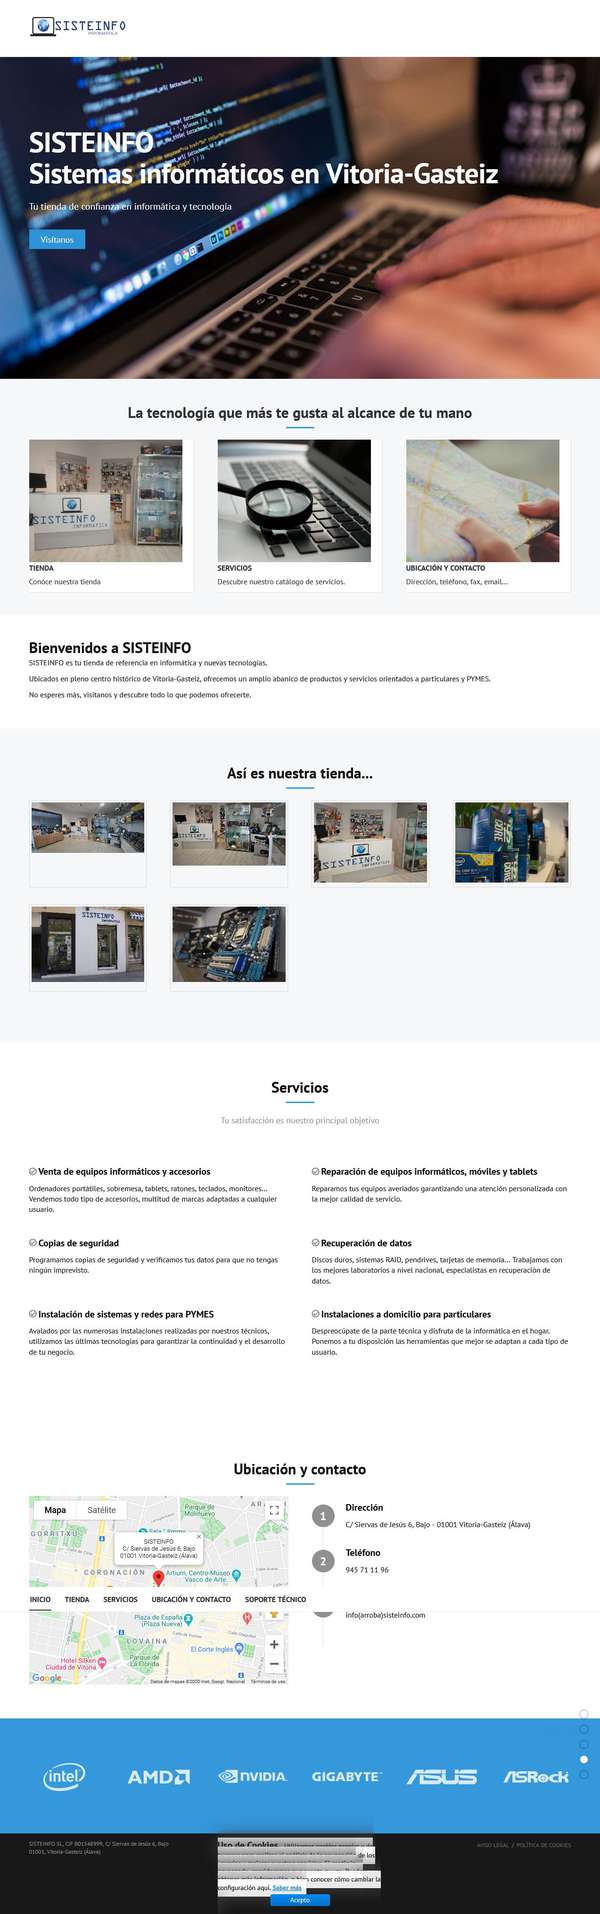 SISTEINFO
INFORMÁTICA
SISTEINFO
Sistemas informáticos en Vitoria-Gasteiz
Tu tienda de confianza en informática y tecnología
Visítanos
La tecnología que más te gusta al alcance de tu mano
SISTEINFO
INFORMATICA
TIENDA
Conóce nuestra tienda
SERVICIOS
Descubre nuestro catálogo de servicios.
UBICACIÓN Y CONTACTO
Dirección, teléfono, fax, email...
Bienvenidos a SISTEINFO
SISTEINFO es tu tienda de referencia en informática y nuevas tecnologías.
Ubicados en pleno centro histórico de Vitoria-Gasteiz, ofrecemos un amplio abanico de productos y servicios orientados a particulares y PYMES.
No esperes más, visítanos y descubre todo lo que podemos ofrecerte.
Así es nuestra tienda...
SISTEINFO
SISTEINFO
CORE
SISTEINFO
Servicios
Tu satisfacción es nuestro principal objetivo
Venta de equipos informáticos y accesorios
Ordenadores portátiles, sobremesa, tablets, ratones, teclados, monitores...
Vendemos todo tipo de accesorios, multitud de marcas adaptadas a cualquier
usuario.
Reparación de equipos informáticos, móviles y tablets
Reparamos tus equipos averiados garantizando una atención personalizada con
la mejor calidad de servicio.
Copias de seguridad
Programamos copias de seguridad y verificamos tus datos para que no tengas
ningún imprevisto.
Recuperación de datos
Discos duros, sistemas RAID, pendrives, tarjetas de memoria... Trabajamos con
los mejores laboratorios a nivel nacional, especialistas en recuperación de
datos.
Instalación de sistemas y redes para PYMES
Avalados por las numerosas instalaciones realizadas por nuestros técnicos,
utilizamos las últimas tecnologías para garantizar la continuidad y el desarrollo
de tu negocio.
Instalaciones a domicilio para particulares
Despreocúpate de la parte técnica y disfruta de la informática en el hogar.
Ponemos a tu disposición las herramientas que mejor se adaptan a cada tipo de
usuario.
Ubicación y contacto
Mapa
Satélite
Parque de
Molinuevo
SISTEINFO
C/ Siervas de Jesús 6, Bajo
01001 Vitoria-Gasteiz (Álava)
CORONACIÓN
Artium, Centro-Museo
Vasco de Arte...
1
Dirección
C/ Siervas de Jesús 6, Bajo - 01001 Vitoria-Gasteiz (Álava)
2
Teléfono
945 71 11 96
INICIO
TIENDA
SERVICIOS
UBICACIÓN Y CONTACTO
SOPORTE TÉCNICO
info(arroba)sisteinfo.com
Plaza de España
(Plaza Nueva)
LOVAINA
El Corte Inglés
Hotel Silken
Ciudad de Vitoria
Parque de
La Florida
Google
Datos de mapas ©2020 Inst. Geogr. Nacional
Términos de uso
intel
AMD
NVIDIA
GIGABYTE
ASUS
ASRock
SISTEINFO SL, CIF B01548999, C/ Siervas de Jesús 6, Bajo
01001, Vitoria-Gasteiz (Álava)
AVISO LEGAL / POLÍTICA DE COOKIES
Uso de Cookies
de los
conocer cómo cambiar la
configuración aquí. Saber más
Acepto